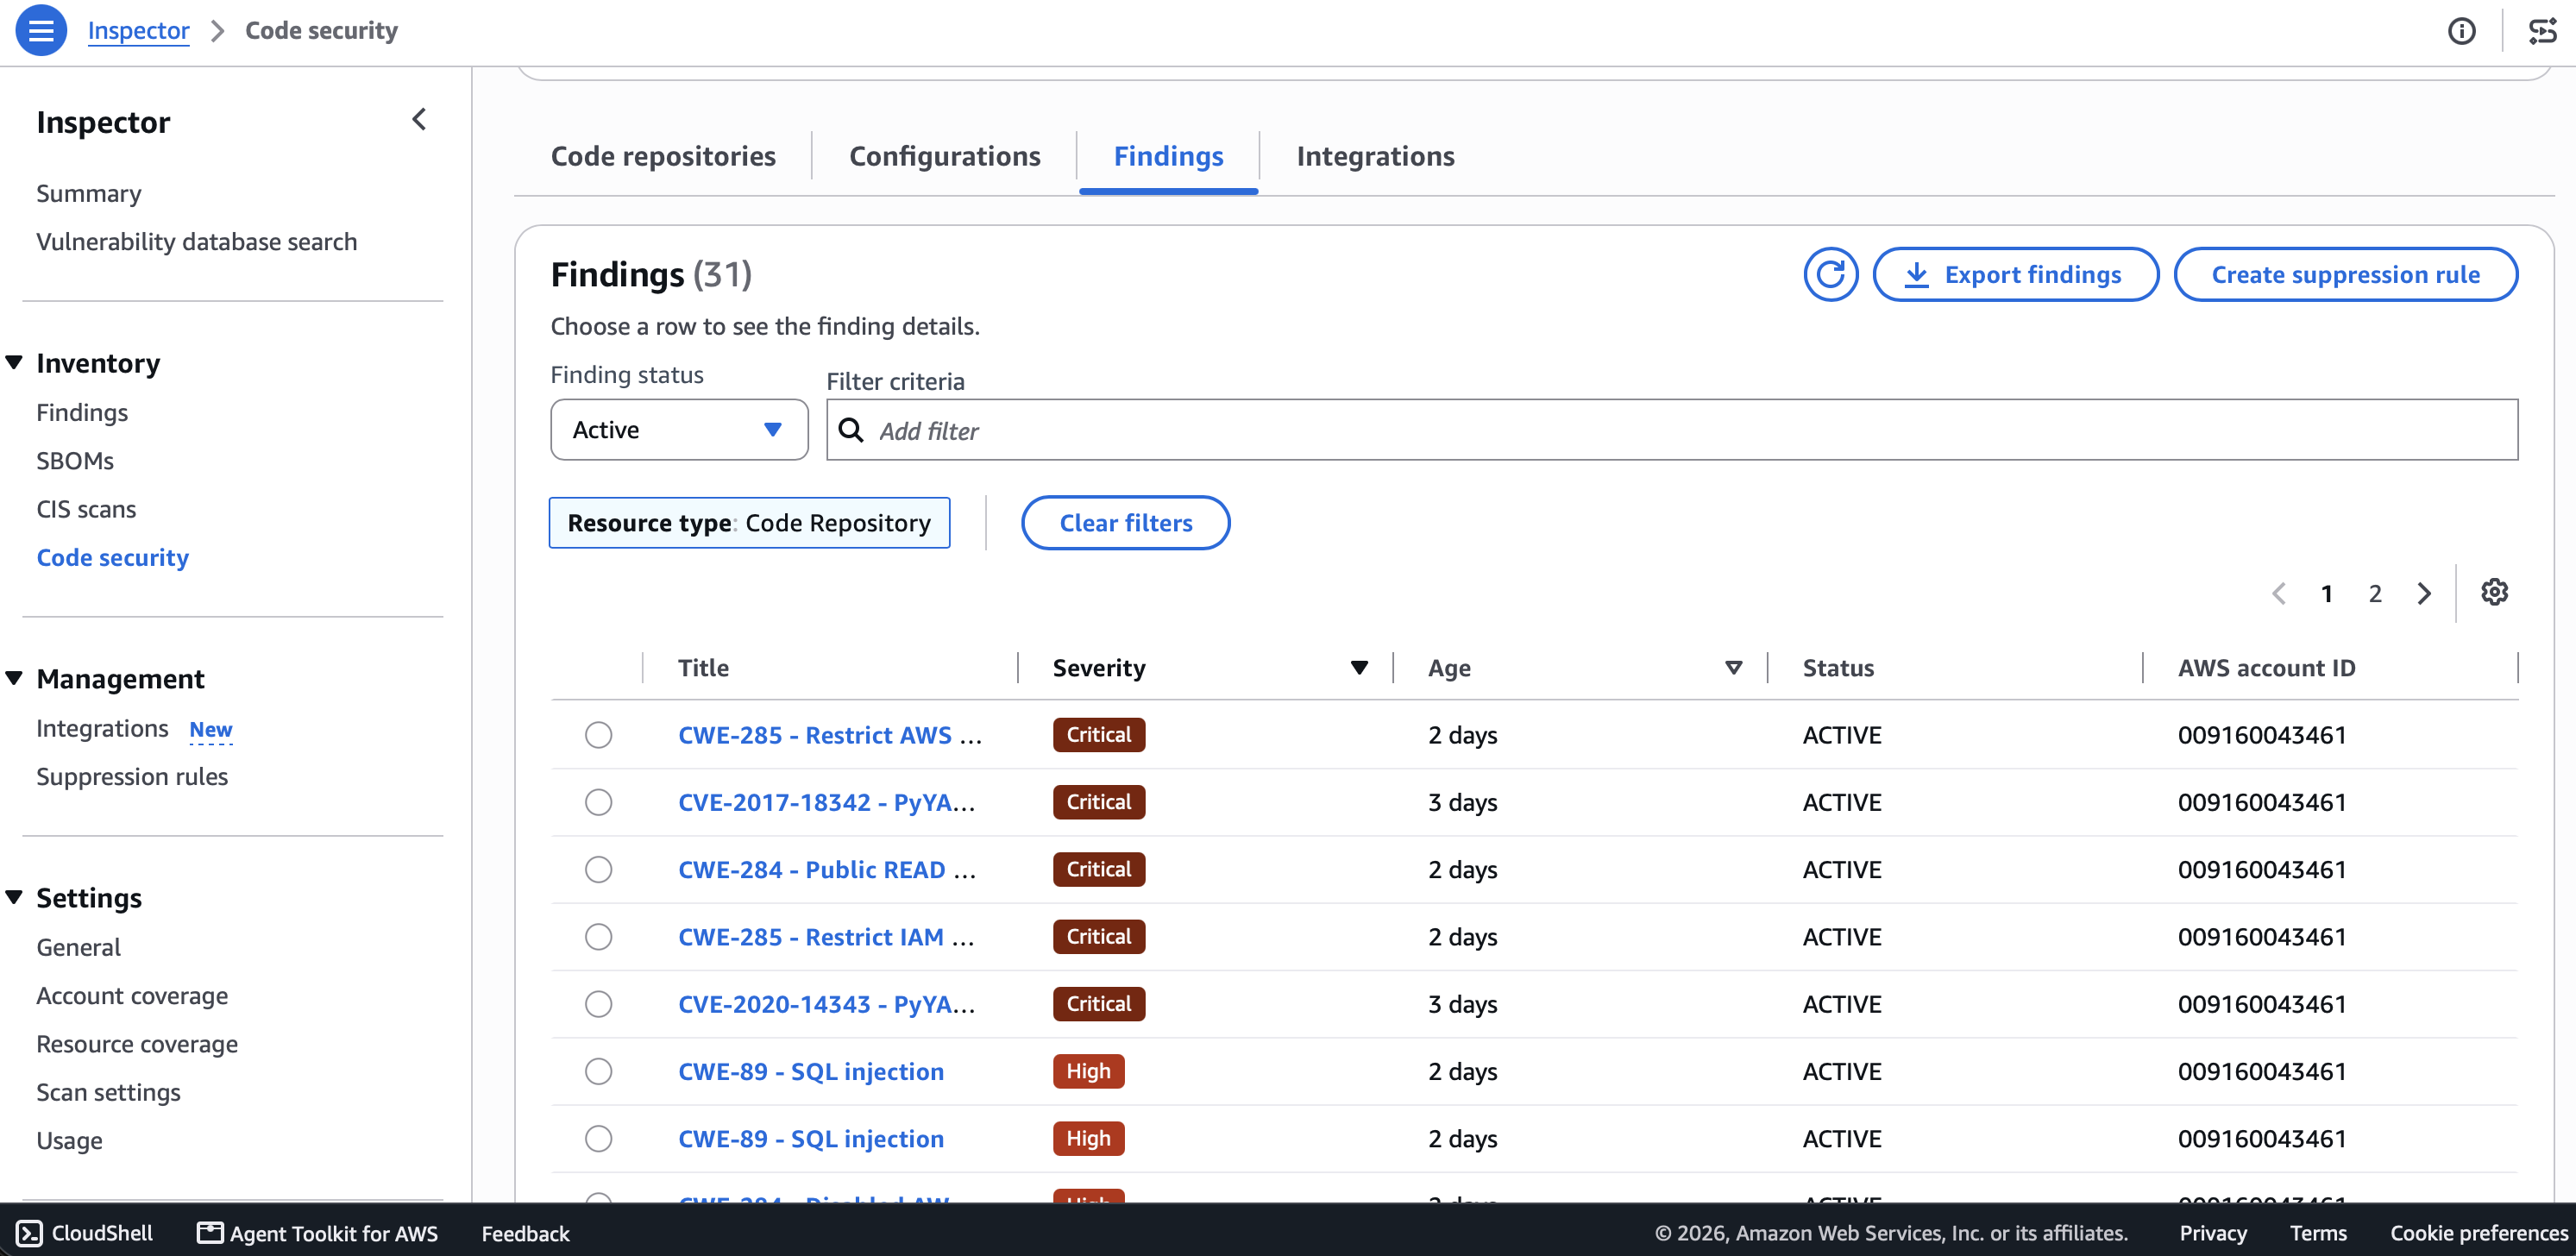 Inspector > Code security
Inspector
Summary
Vulnerability database search
Inventory
Findings
SBOMs
CIS scans
Code security
Management
Integrations New
Suppression rules
Settings
General
Account coverage
Resource coverage
Scan settings
Usage
Code repositories Configurations Findings Integrations
Findings (31) Export findings Create suppression rule
Choose a row to see the finding details.
Finding status Filter criteria
Active Add filter
Resource type: Code Repository Clear filters
1 2
Title Severity Age Status AWS account ID
CWE-285 - Restrict AWS ... Critical 2 days ACTIVE 009160043461
CVE-2017-18342 - PyYA... Critical 3 days ACTIVE 009160043461
CWE-284 - Public READ ... Critical 2 days ACTIVE 009160043461
CWE-285 - Restrict IAM ... Critical 2 days ACTIVE 009160043461
CVE-2020-14343 - PyYA... Critical 3 days ACTIVE 009160043461
CWE-89 - SQL injection High 2 days ACTIVE 009160043461
CWE-89 - SQL injection High 2 days ACTIVE 009160043461
CloudShell Agent Toolkit for AWS Feedback © 2026, Amazon Web Services, Inc. or its affiliates. Privacy Terms Cookie preferences